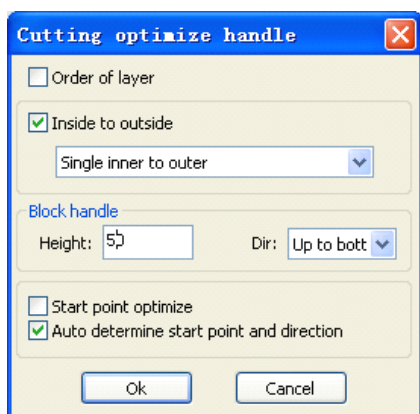 Cutting optimize handle
Order of layer
Inside to outside
Single inner to outer
Block handle
Height: Dir: Up to bott
Start point optimize
Auto determine start point and direction
Ok Cancel